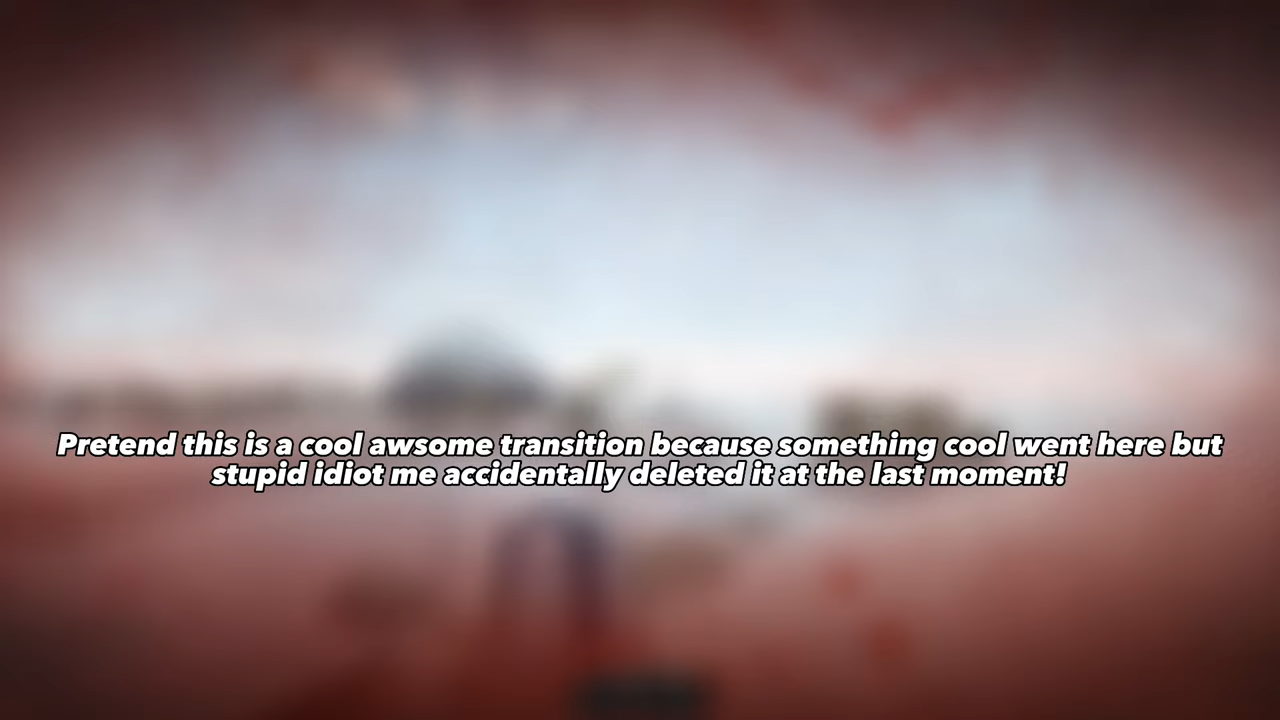 Pretend this is a cool awsome transition because something cool went here but
stupid idiot me accidentally deleted it at the last moment!